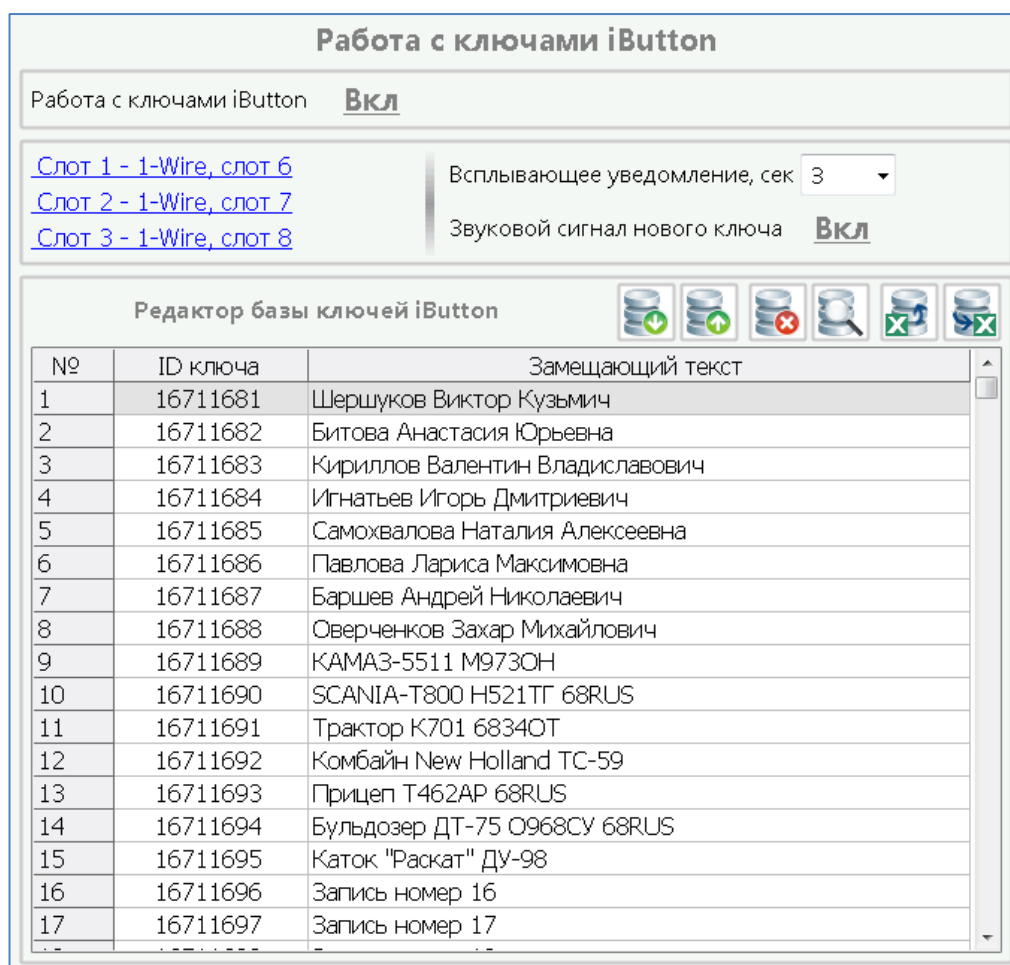 Работа с ключами iButton
Работа с ключами iButton Вкл
Слот 1 - 1-Wire, слот 6
Слот 2 - 1-Wire, слот 7
Слот 3 - 1-Wire, слот 8
Всплывающее уведомление, сек 3
Звуковой сигнал нового ключа Вкл
Редактор базы ключей iButton
№ ID ключа Замещающий текст
1 16711681 Шершуков Виктор Кузьмич
2 16711682 Битова Анастасия Юрьевна
3 16711683 Кириллов Валентин Владиславович
4 16711684 Игнатьев Игорь Дмитриевич
5 16711685 Самохвалова Наталия Алексеевна
6 16711686 Павлова Лариса Максимовна
7 16711687 Баршев Андрей Николаевич
8 16711688 Оверченков Захар Михайлович
9 16711689 КАМАЗ-5511 М973ОН
10 16711690 SCANIA-T800 Н521ТГ 68RUS
11 16711691 Трактор К701 6834ОТ
12 16711692 Комбайн New Holland TC-59
13 16711693 Прицеп Т462АР 68RUS
14 16711694 Бульдозер ДТ-75 О968СУ 68RUS
15 16711695 Каток "Раскат" ДУ-98
16 16711696 Запись номер 16
17 16711697 Запись номер 17